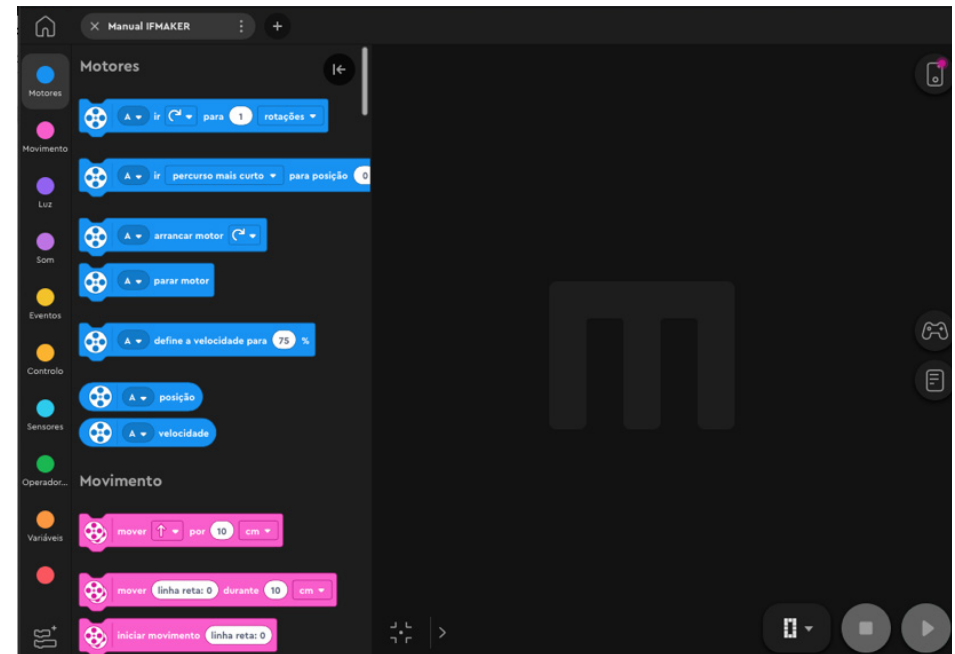 Manual IFMAKER
Motores
Motores
A ir para 1 rotações
Movimento
A ir percurso mais curto para posição 0
Luz
A arrancar motor
Som
A parar motor
Eventos
A define a velocidade para 75 %
Controlo
A posição
Sensores
A velocidade
Operador...
Movimento
Variáveis
mover por 10 cm
mover linha reta: 0 durante 10 cm
iniciar movimento linha reta: 0